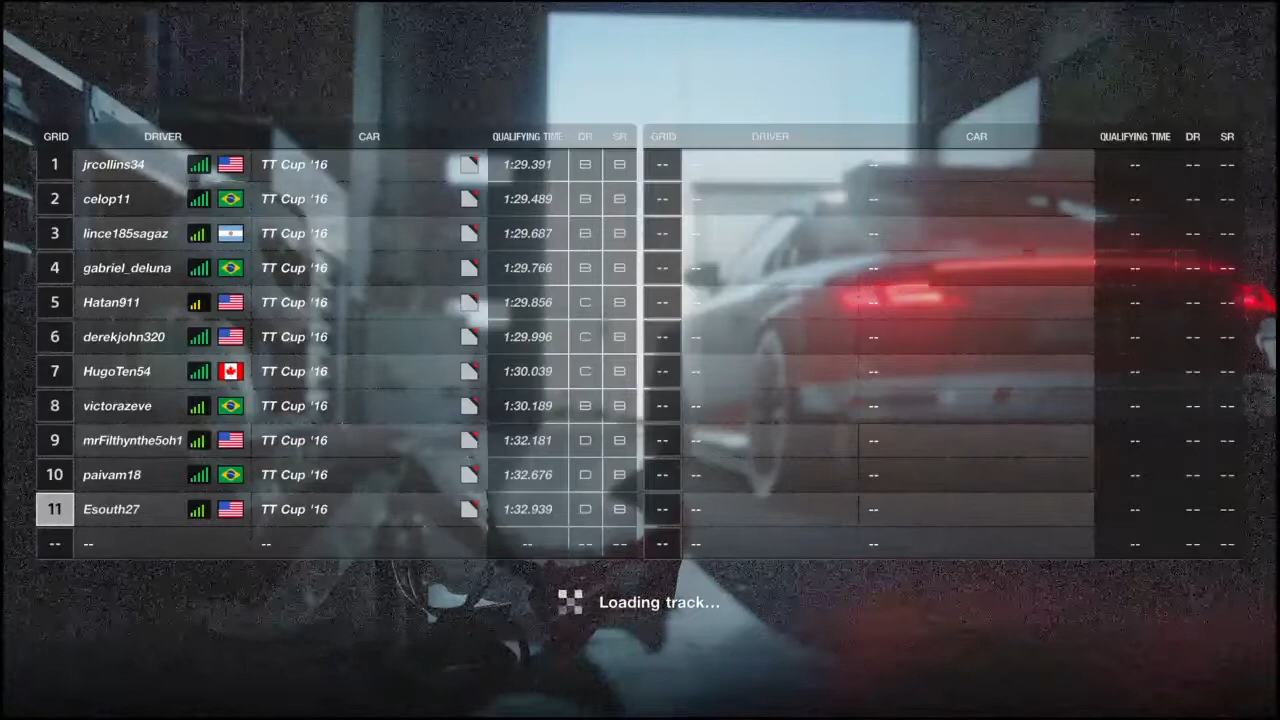 GRID DRIVER CAR QUALIFYING TIME DR SR GRID DRIVER CAR QUALIFYING TIME DR SR
1 jrcollins34 TT Cup '16 1:29.391 B B -- -- -- -- -- --
2 celop11 TT Cup '16 1:29.489 B B -- -- -- -- -- --
3 lince185sagaz TT Cup '16 1:29.687 B B -- -- -- -- -- --
4 gabriel_deluna TT Cup '16 1:29.766 B B -- -- -- -- -- --
5 Hatan911 TT Cup '16 1:29.856 C B -- -- -- -- -- --
6 derekjohn320 TT Cup '16 1:29.996 C B -- -- -- -- -- --
7 HugoTen54 TT Cup '16 1:30.039 C B -- -- -- -- -- --
8 victorazeve TT Cup '16 1:30.189 B B -- -- -- -- -- --
9 mrFilthynthe5oh1 TT Cup '16 1:32.181 D B -- -- -- -- -- --
10 paivam18 TT Cup '16 1:32.676 D B -- -- -- -- -- --
11 Esouth27 TT Cup '16 1:32.939 D B -- -- -- -- -- --
-- -- -- -- -- -- -- -- -- -- -- --
Loading track...